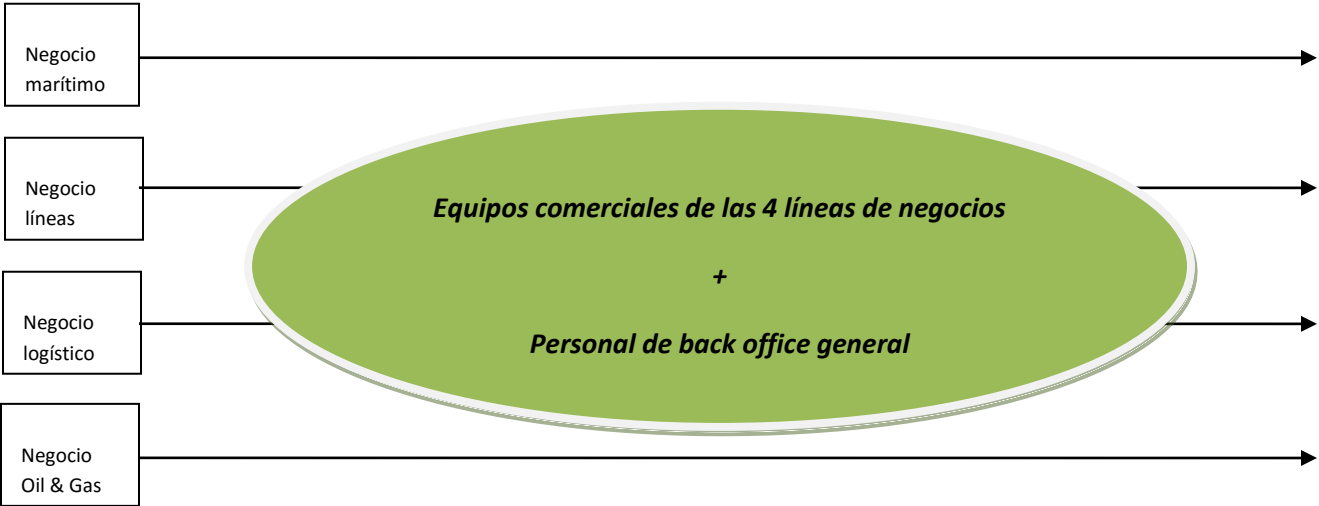 Negocio
marítimo
Negocio
líneas
Equipos comerciales de las 4 líneas de negocios
+
Personal de back office general
Negocio
logístico
Negocio
Oil & Gas